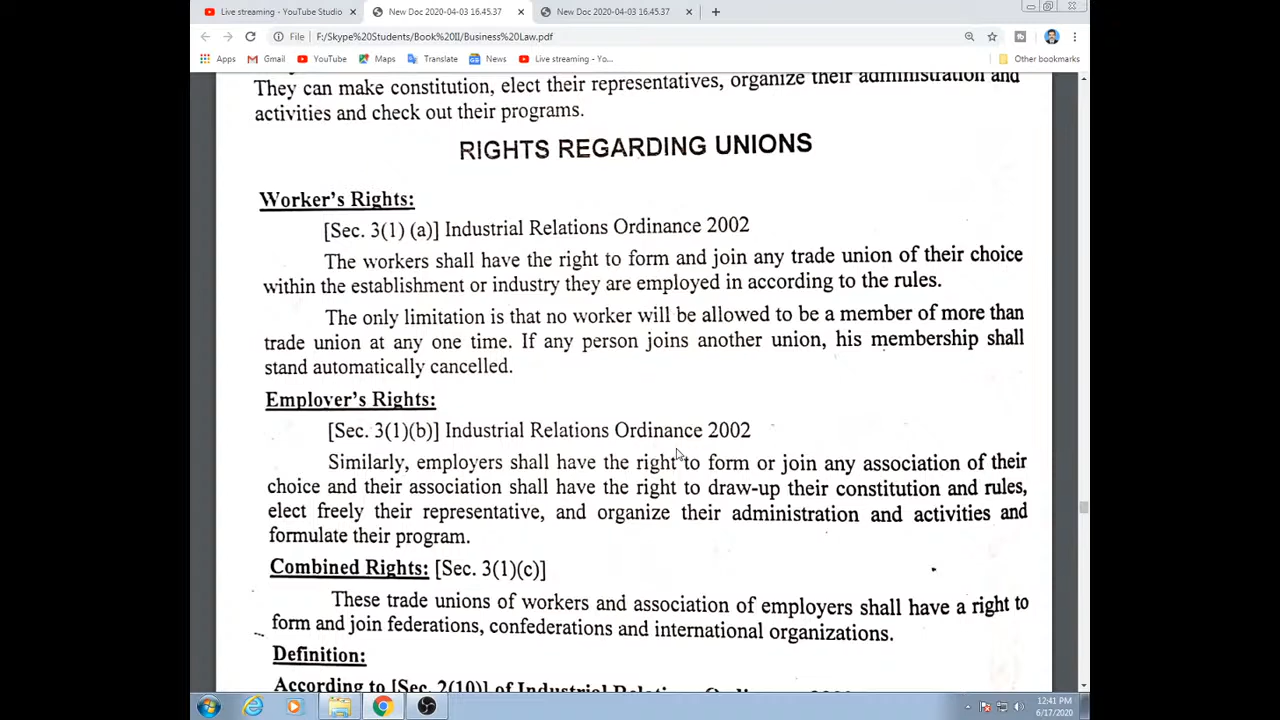 Live streaming - YouTube Studio
New Doc 2020-04-03 16.45.37
New Doc 2020-04-03 16.45.37
File
F:/Skype%20Students/Book%20II/Business%20Law.pdf
Apps
Gmail
YouTube
Maps
Translate
News
Live streaming - Yo...
Other bookmarks
They can make constitution, elect their representatives, organize their administration and
activities and check out their programs.
RIGHTS REGARDING UNIONS
Worker's Rights:
[Sec. 3(1) (a)] Industrial Relations Ordinance 2002
The workers shall have the right to form and join any trade union of their choice
within the establishment or industry they are employed in according to the rules.
The only limitation is that no worker will be allowed to be a member of more than
trade union at any one time. If any person joins another union, his membership shall
stand automatically cancelled.
Employer's Rights:
[Sec. 3(1)(b)] Industrial Relations Ordinance 2002
Similarly, employers shall have the right to form or join any association of their
choice and their association shall have the right to draw-up their constitution and rules,
elect freely their representative, and organize their administration and activities and
formulate their program.
Combined Rights: [Sec. 3(1)(c)]
These trade unions of workers and association of employers shall have a right to
form and join federations, confederations and international organizations.
Definition:
According to [Sec. 2(10)] of Industrial
12:41 PM
6/17/2020